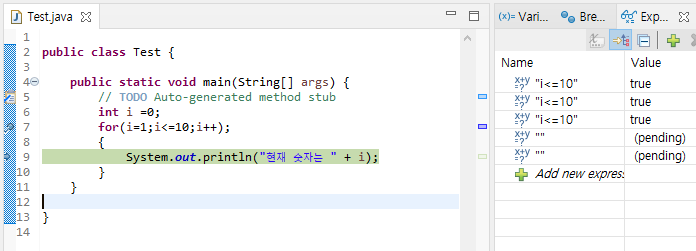 Test.java
(x)= Vari...
Bre...
Exp...
1
2 public class Test {
3
4 public static void main(String[] args) {
5 // TODO Auto-generated method stub
6 int i =0;
7 for(i=1;i<=10;i++);
8 {
9 System.out.println("현재 숫자는 " + i);
10 }
11 }
12
13 }
14
Name Value
x+y=? "i<=10" true
x+y=? "i<=10" true
x+y=? "i<=10" true
x+y=? "" (pending)
x+y=? "" (pending)
Add new express